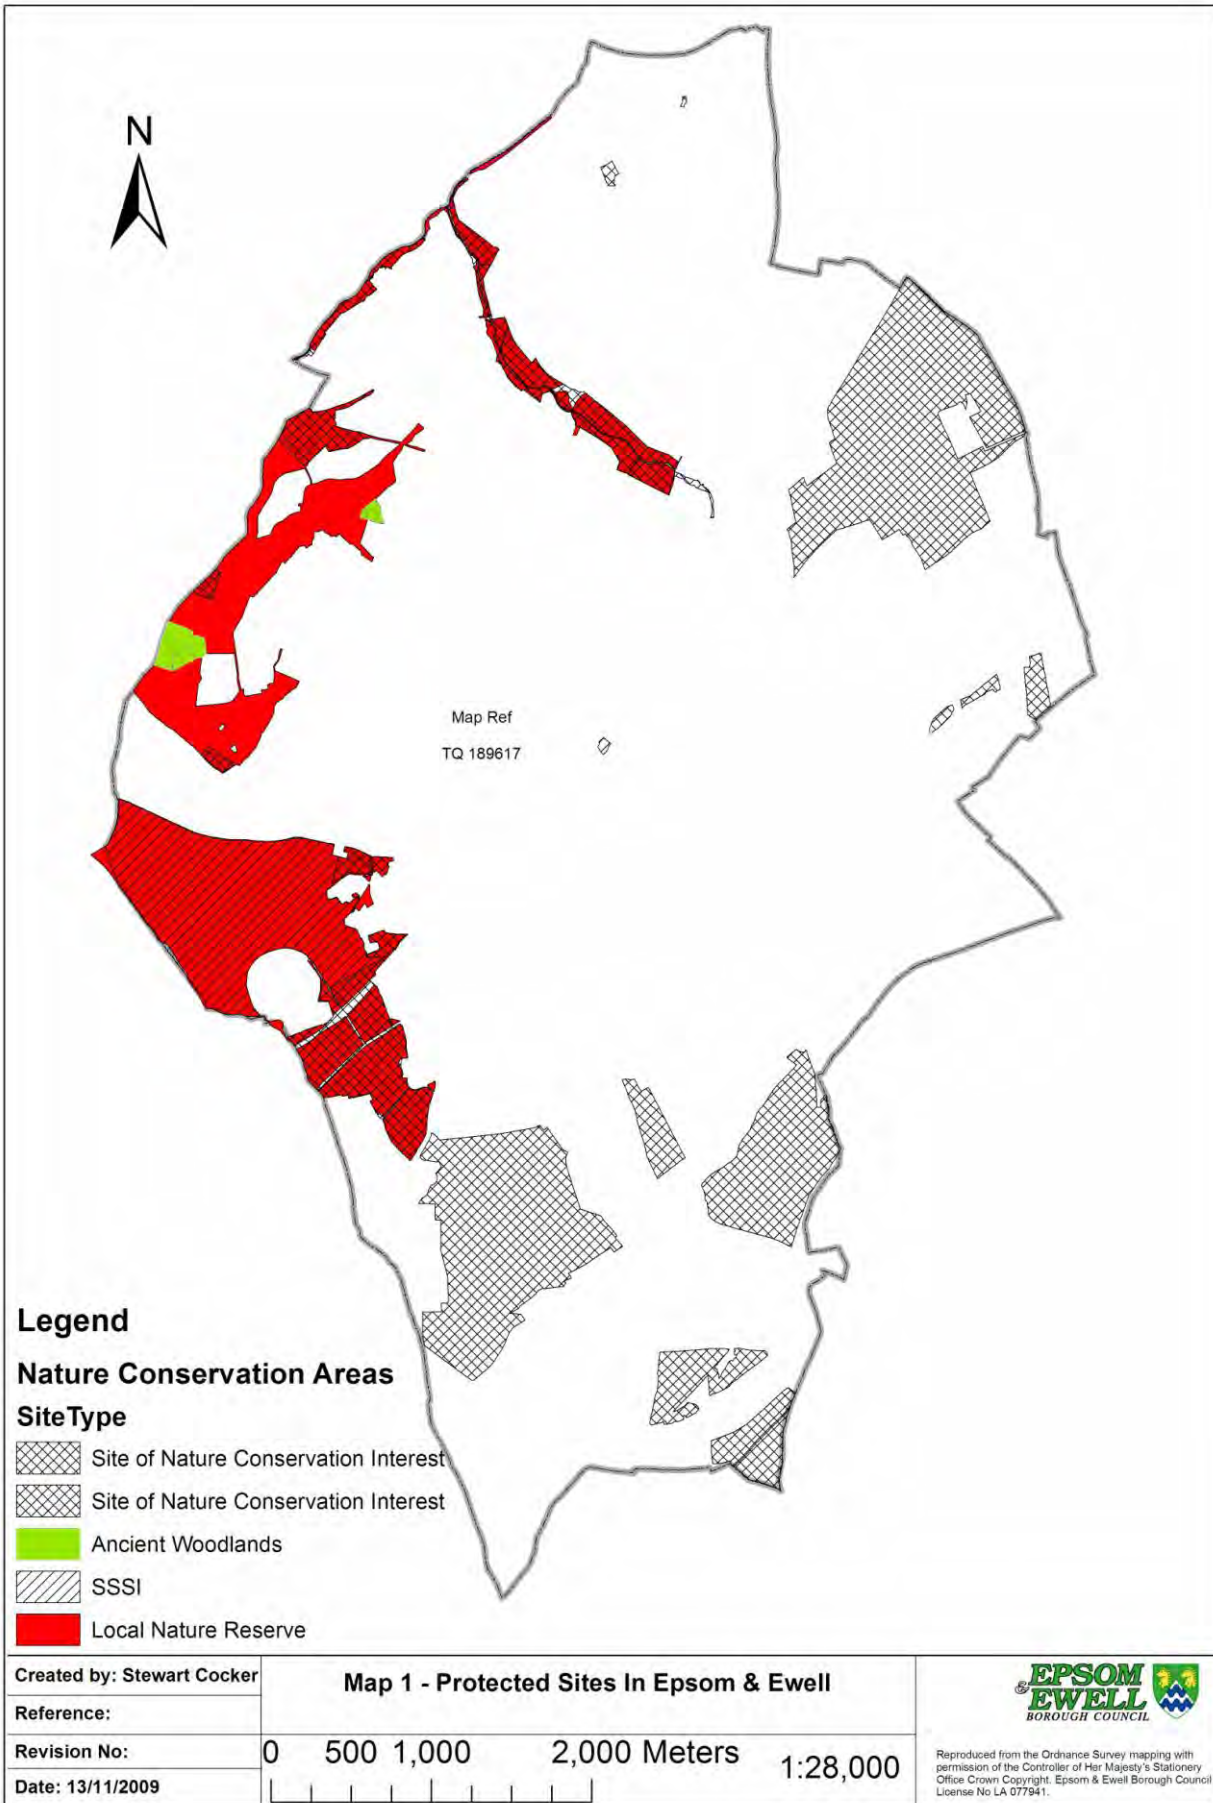 N
Map Ref
TQ 189617
Legend
Nature Conservation Areas
SiteType
Site of Nature Conservation Interest
Site of Nature Conservation Interest
Ancient Woodlands
SSSI
Local Nature Reserve
Created by: Stewart Cocker
Reference:
Revision No:
Date: 13/11/2009
Map 1 - Protected Sites In Epsom & Ewell
0 500 1,000 2,000 Meters
1:28,000
EPSOM
& EWELL
BOROUGH COUNCIL
Reproduced from the Ordnance Survey mapping with
permission of the Controller of Her Majesty's Stationery
Office Crown Copyright. Epsom & Ewell Borough Council
License No LA 077941.